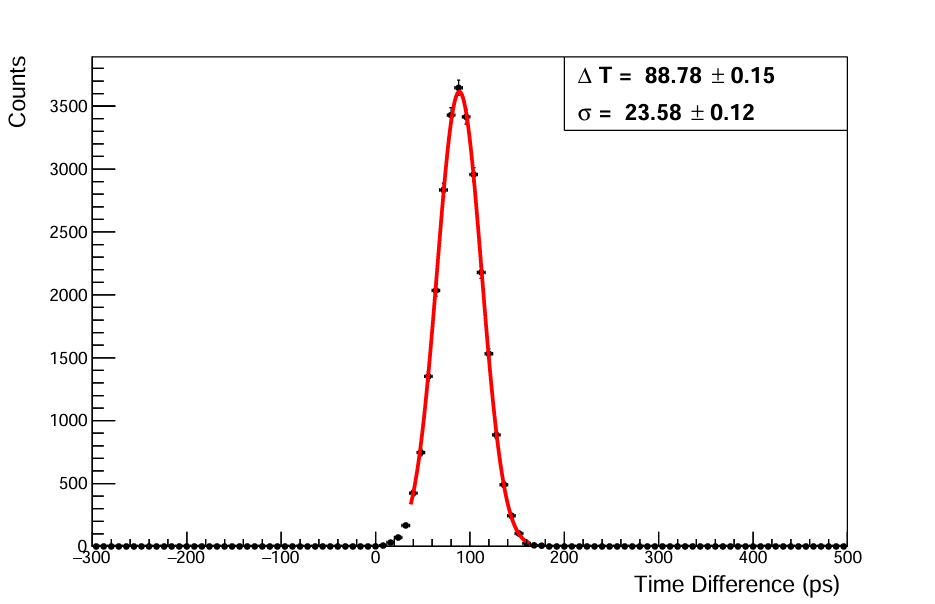 Counts
Δ T = 88.78 ± 0.15
σ = 23.58 ± 0.12
3500
3000
2500
2000
1500
1000
500
0
−300 −200 −100 0 100 200 300 400 500
Time Difference (ps)